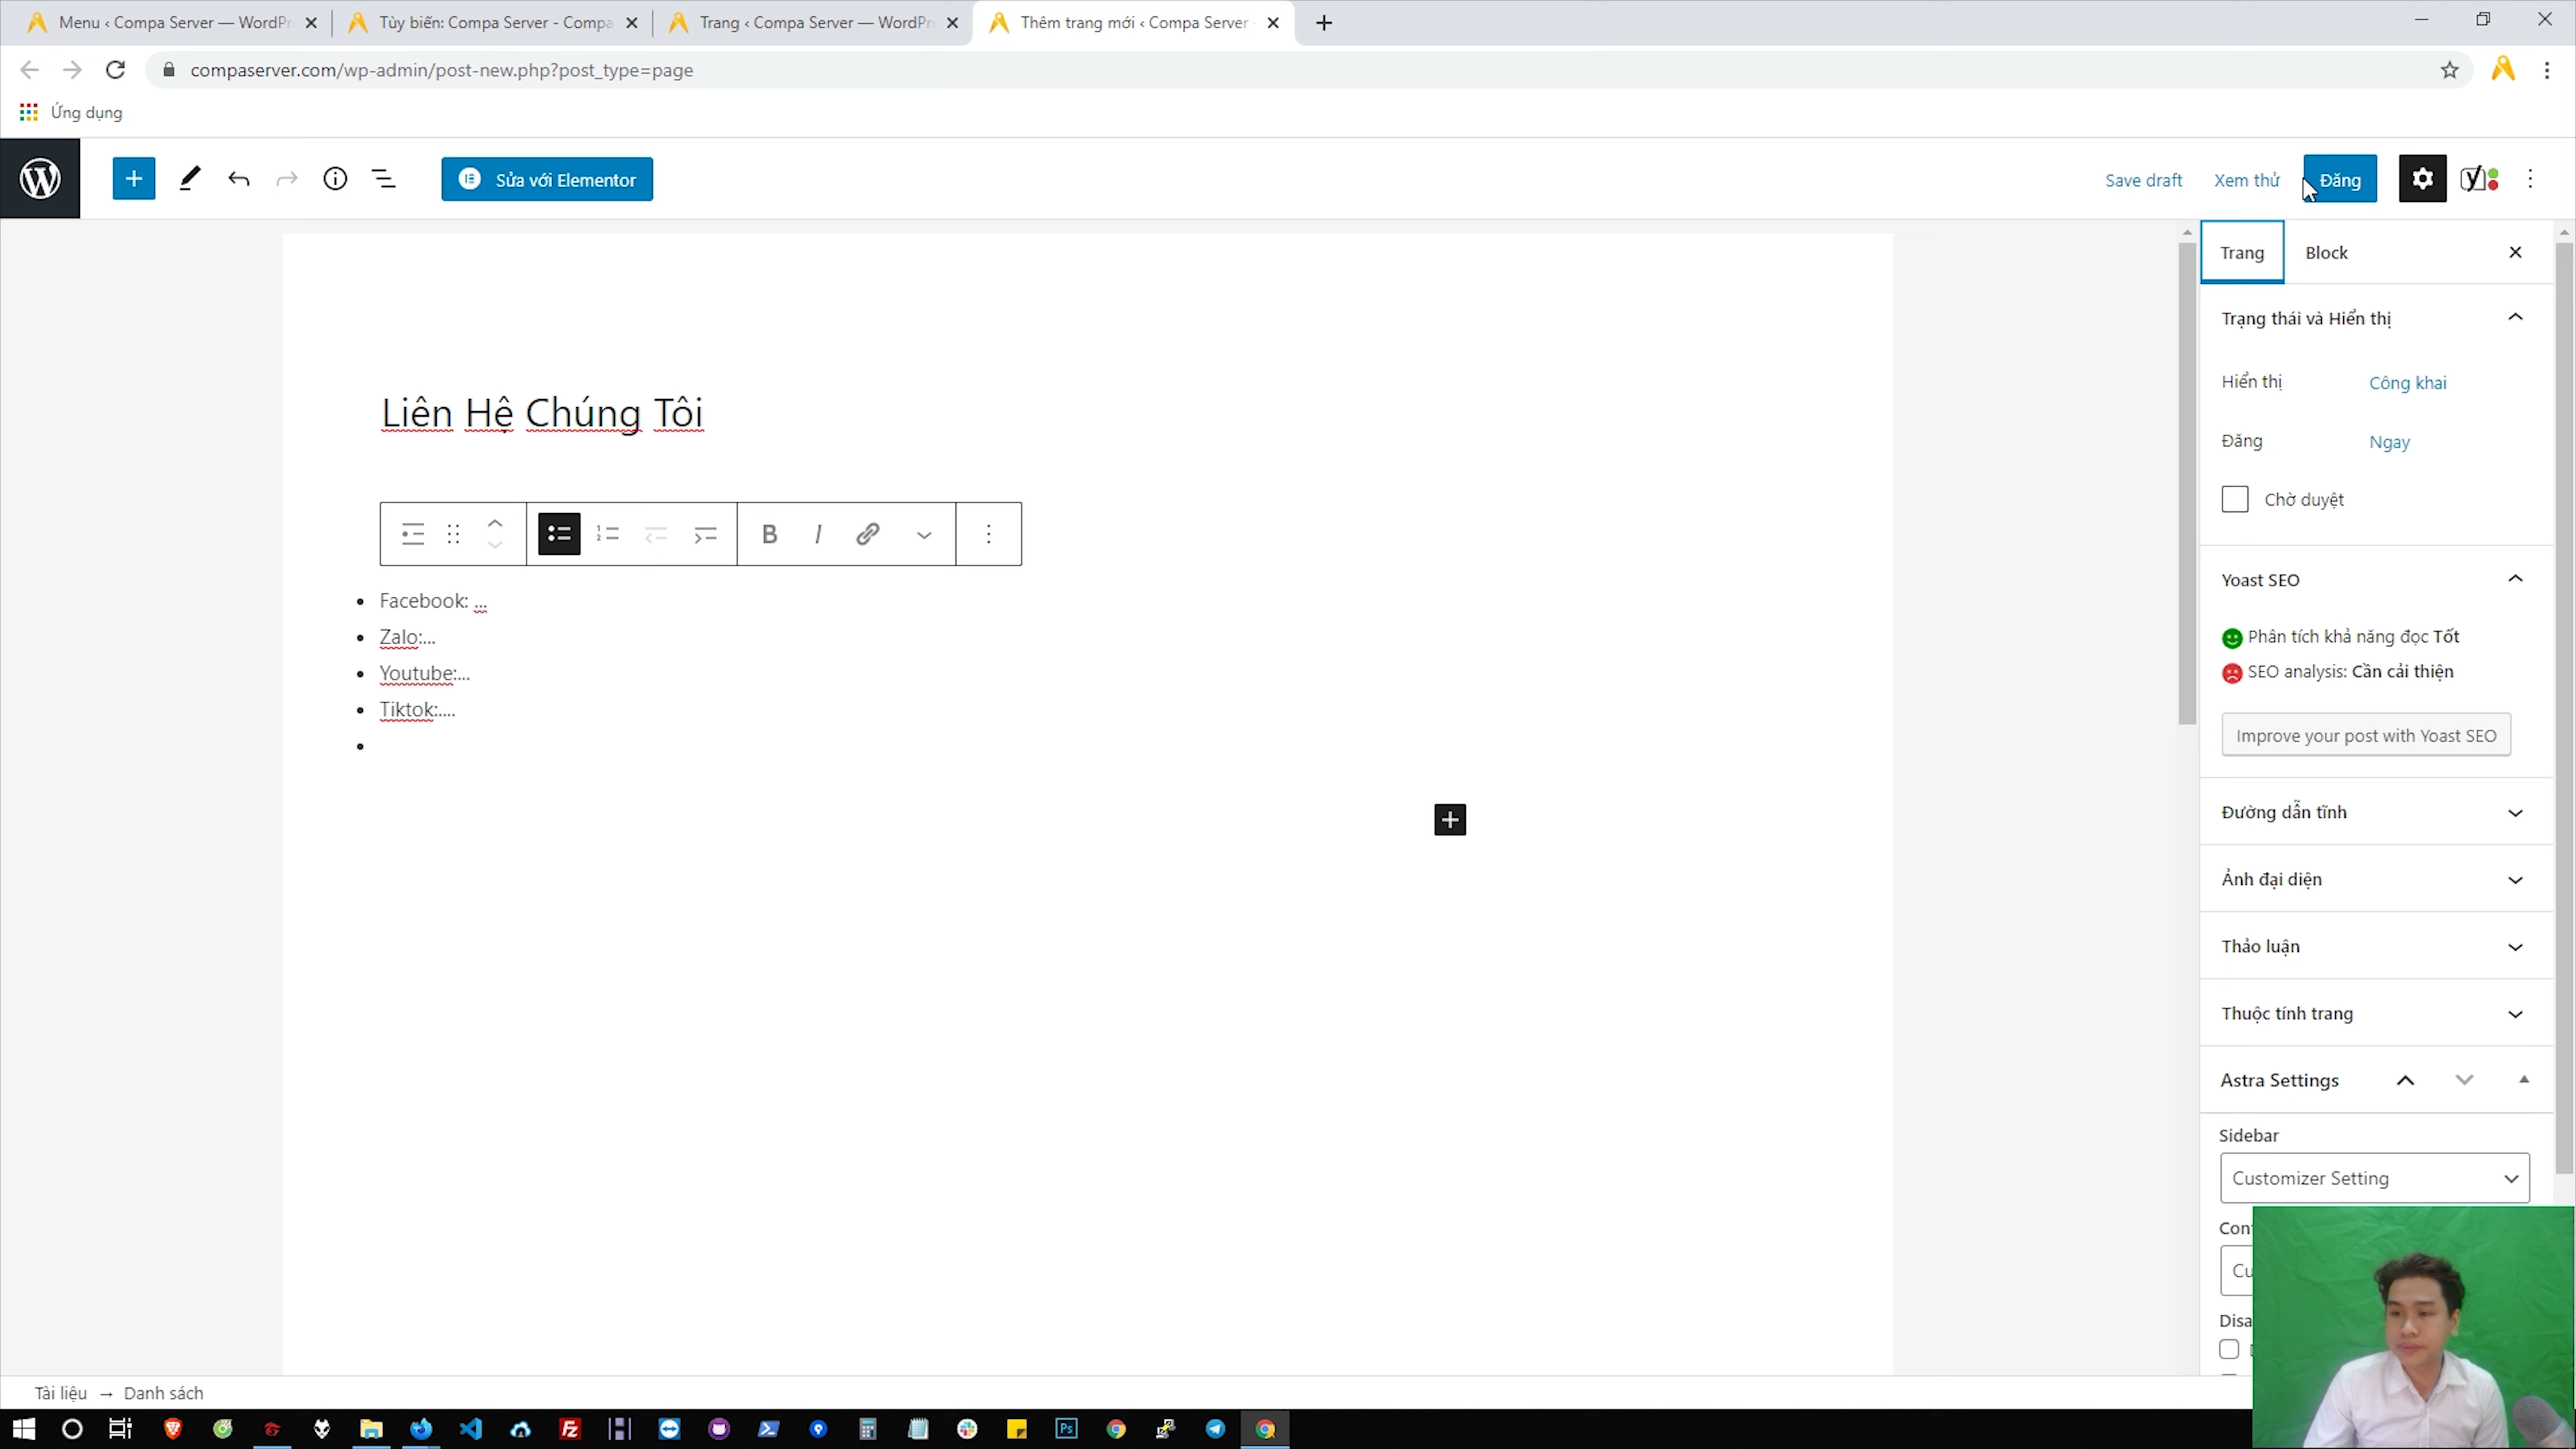 Menu ‹ Compa Server — WordPr
Tùy biến: Compa Server - Compa
Trang ‹ Compa Server — WordPr
Thêm trang mới ‹ Compa Server
compaserver.com/wp-admin/post-new.php?post_type=page
Ứng dụng
Sửa với Elementor
Save draft
Xem thử
Đăng
Trang
Block
Trạng thái và Hiển thị
Hiển thị
Công khai
Đăng
Ngay
Chờ duyệt
Liên Hệ Chúng Tôi
B I
Facebook: ...
Zalo:...
Youtube:...
Tiktok:....
Yoast SEO
Phân tích khả năng đọc Tốt
SEO analysis: Cần cải thiện
Improve your post with Yoast SEO
Đường dẫn tĩnh
Ảnh đại diện
Thảo luận
Thuộc tính trang
Astra Settings
Sidebar
Customizer Setting
Con
Cu
Disa
Tài liệu → Danh sách
Fz
Ps